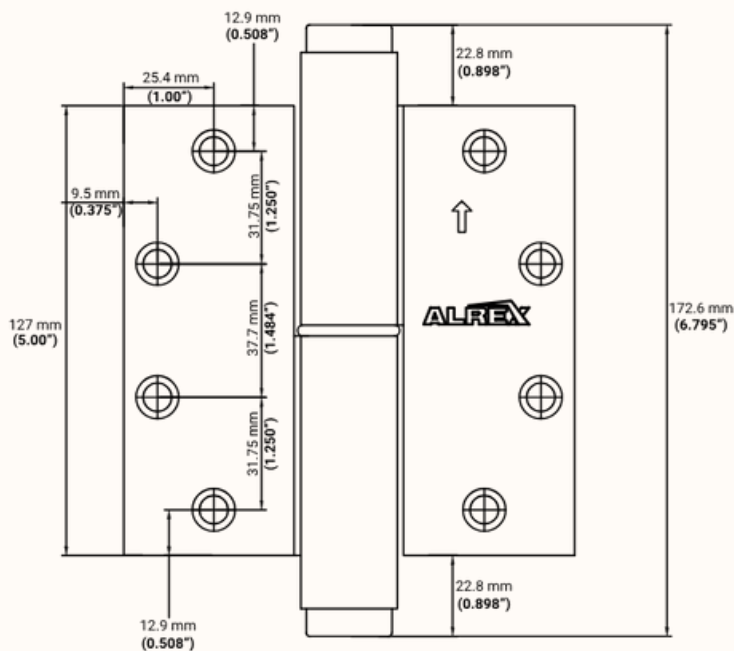 12.9 mm
(0.508")
22.8 mm
(0.898")
25.4 mm
(1.00")
9.5 mm
(0.375")
31.75 mm
(1.250")
127 mm
(5.00")
37.7 mm
(1.484")
ALREX
172.6 mm
(6.795")
31.75 mm
(1.250")
22.8 mm
(0.898")
12.9 mm
(0.508")